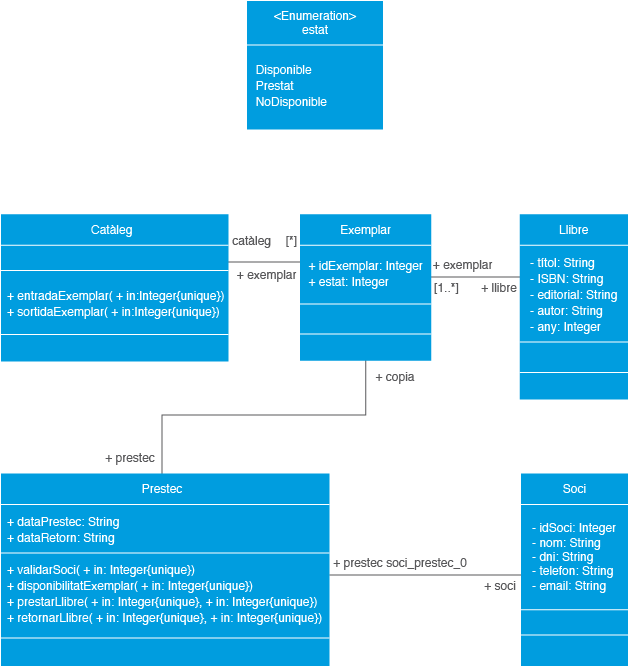 <Enumeration>
estat
Disponible
Prestat
NoDisponible
Catàleg
+ entradaExemplar( + in:Integer{unique})
+ sortidaExemplar( + in:Integer{unique})
catàleg
[*]
+ exemplar
Exemplar
+ idExemplar: Integer
+ estat: Integer
+ exemplar
[1..*]
+ llibre
Llibre
- títol: String
- ISBN: String
- editorial: String
- autor: String
- any: Integer
+ copia
+ prestec
Prestec
+ dataPrestec: String
+ dataRetorn: String
+ validarSoci( + in: Integer{unique})
+ disponibilitatExemplar( + in: Integer{unique})
+ prestarLlibre( + in: Integer{unique}, + in: Integer{unique})
+ retornarLlibre( + in: Integer{unique}, + in: Integer{unique})
+ prestec soci_prestec_0
+ soci
Soci
- idSoci: Integer
- nom: String
- dni: String
- telefon: String
- email: String